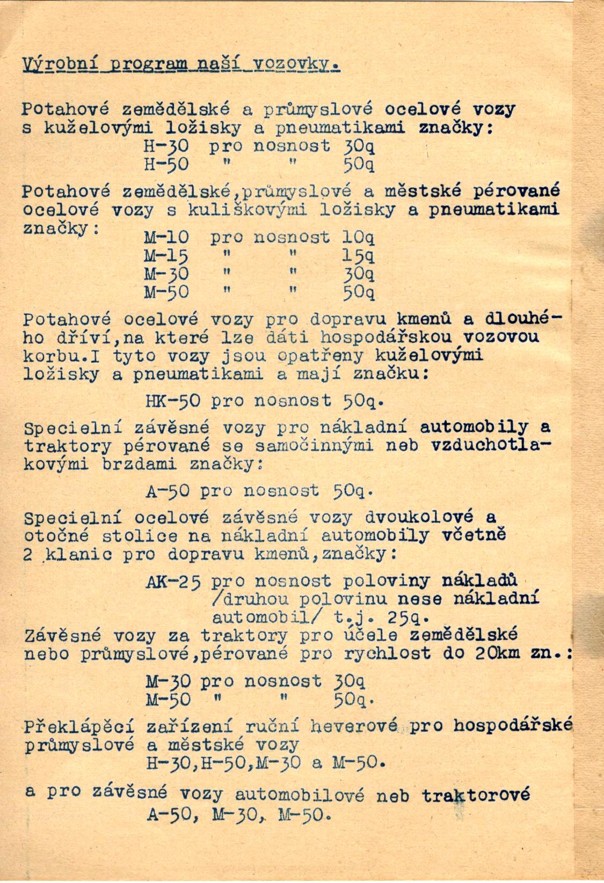 Výrobní program naší vozovky.
Potahové zemědělské a průmyslové ocelové vozy
s kuželovými ložisky a pneumatikami značky:
H-30 pro nosnost 30q
H-50 " " 50q
Potahové zemědělské,průmyslové a městské pérované
ocelové vozy s kuličkovými ložisky a pneumatikami
značky:
M-10 pro nosnost 10q
M-15 " " 15q
M-30 " " 30q
M-50 " " 50q
Potahové ocelové vozy pro dopravu kmenů a dlouhé-
ho dříví,na které lze dáti hospodářskou vozovou
korbu.I tyto vozy jsou opatřeny kuželovými
ložisky a pneumatikami a mají značku:
HK-50 pro nosnost 50q.
Specielní závěsné vozy pro nákladní automobily a
traktory pérované se samočinnými neb vzduchotla-
kovými brzdami značky:
A-50 pro nosnost 50q.
Specielní ocelové závěsné vozy dvoukolové a
otočné stolice na nákladní automobily včetně
2 klanic pro dopravu kmenů,značky:
AK-25 pro nosnost poloviny nákladů
/druhou polovinu nese nákladní
automobil/ t.j. 25q.
Závěsné vozy za traktory pro účele zemědělské
nebo průmyslové,pérované pro rychlost do 20km zn.:
M-30 pro nosnost 30q
M-50 " " 50q.
Překlápěcí zařízení ruční heverové pro hospodářské
průmyslové a městské vozy
H-30,H-50,M-30 a M-50.
a pro závěsné vozy automobilové neb traktorové
A-50, M-30, M-50.